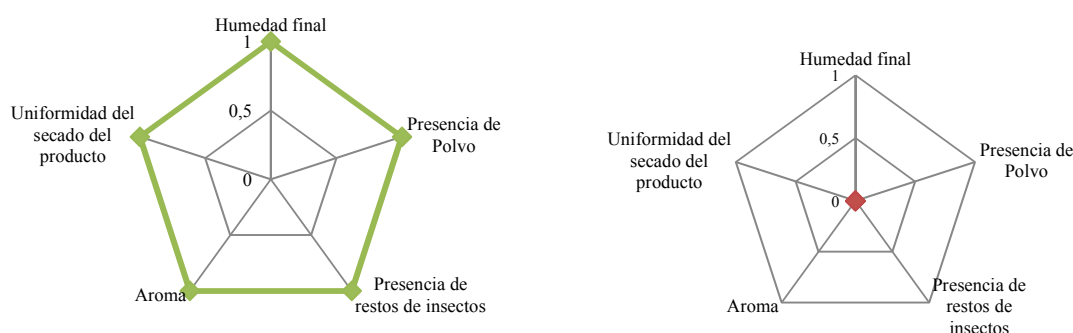 Humedad final
1
0,5
0
Presencia de
Polvo
Presencia de
restos de insectos
Aroma
Uniformidad del
secado del
producto
Humedad final
1
0,5
0
Presencia de
Polvo
Presencia de
restos de
insectos
Aroma
Uniformidad del
secado del
producto